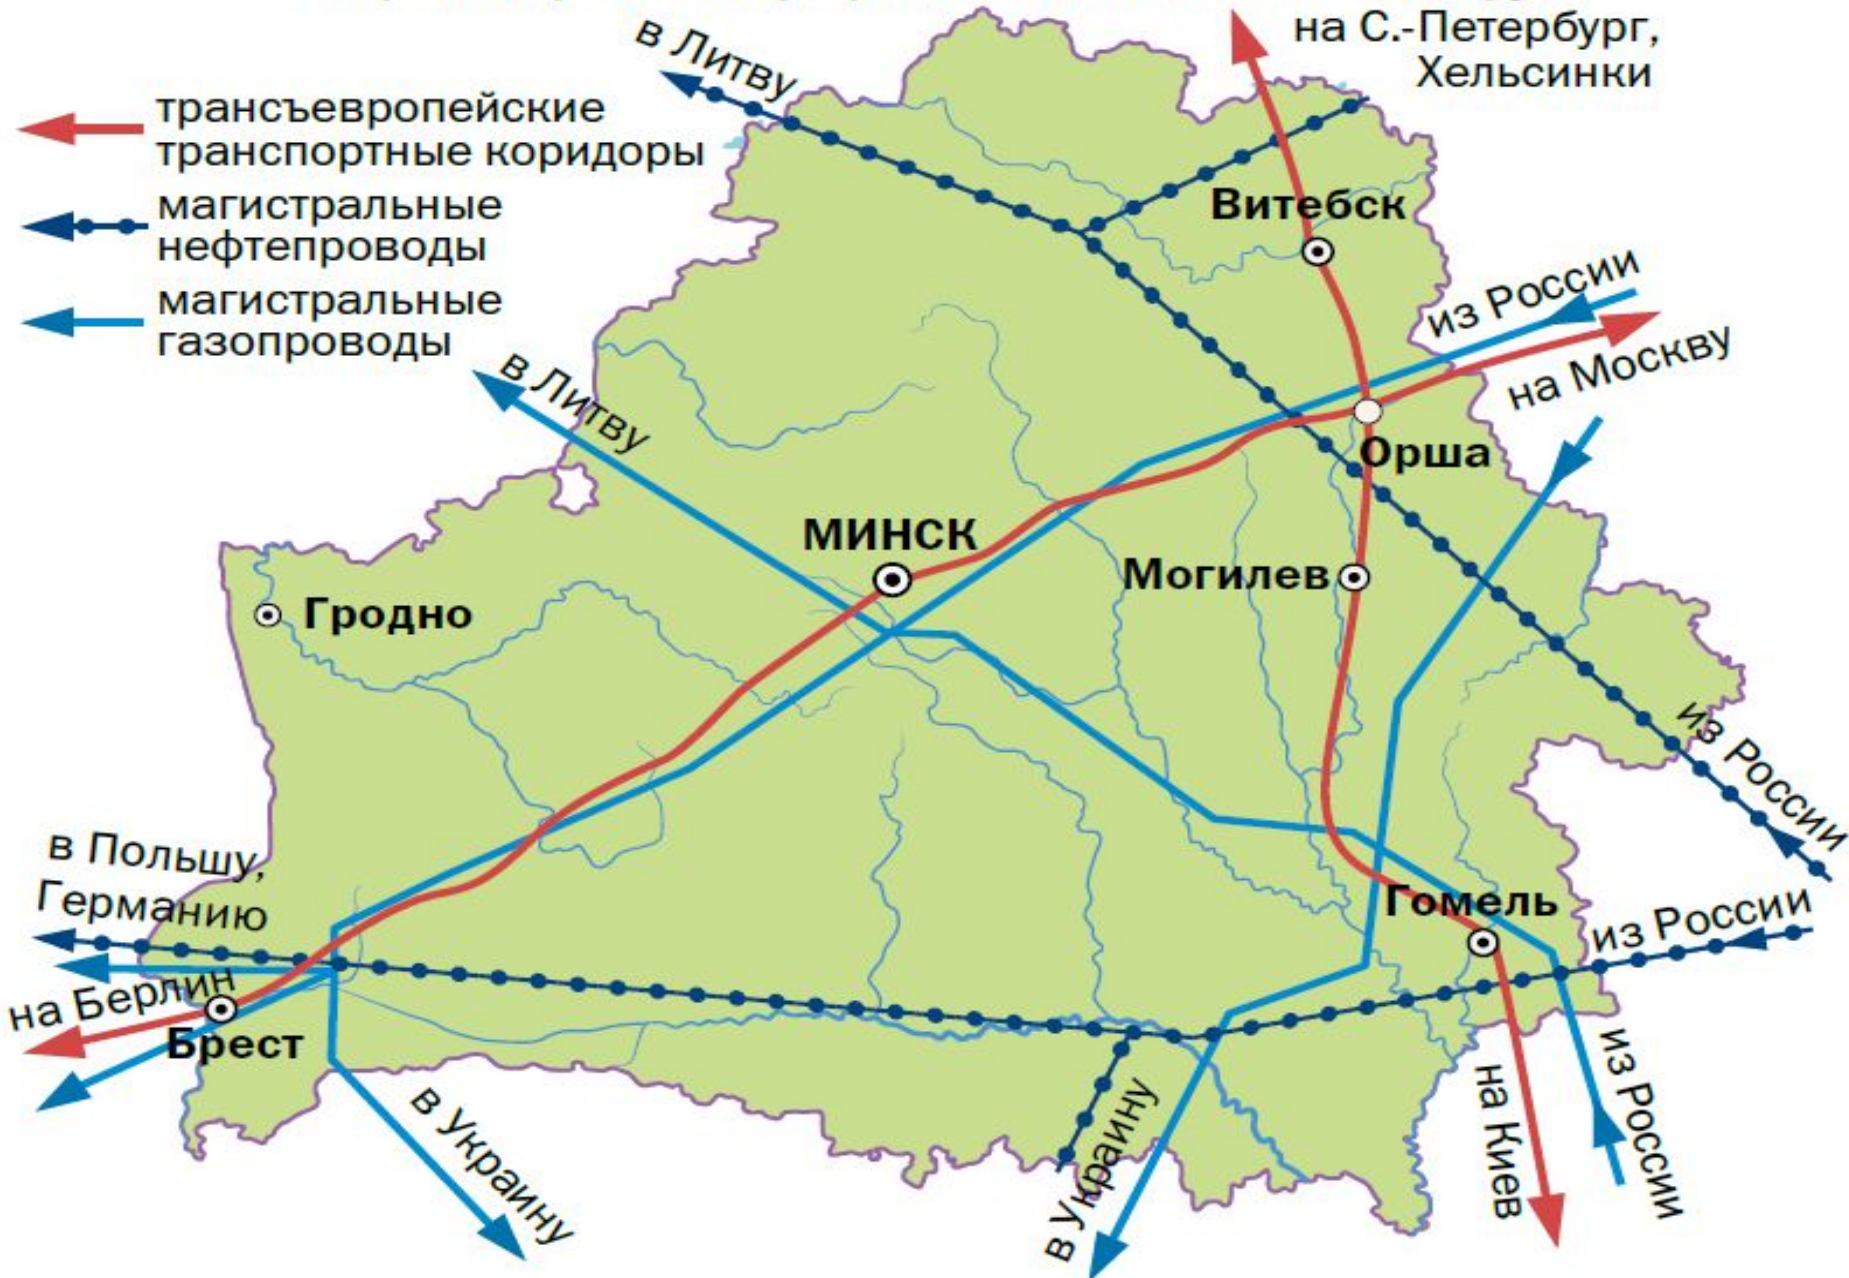 на С.-Петербург,
Хельсинки
в Литву
трансъевропейские
транспортные коридоры
магистральные
нефтепроводы
магистральные
газопроводы
Витебск
из России
на Москву
в Литву
Орша
МИНСК
Могилев
Гродно
из России
в Польшу,
Германию
Гомель
из России
на Берлин
Брест
в Украину
в Украину
на Киев
из России